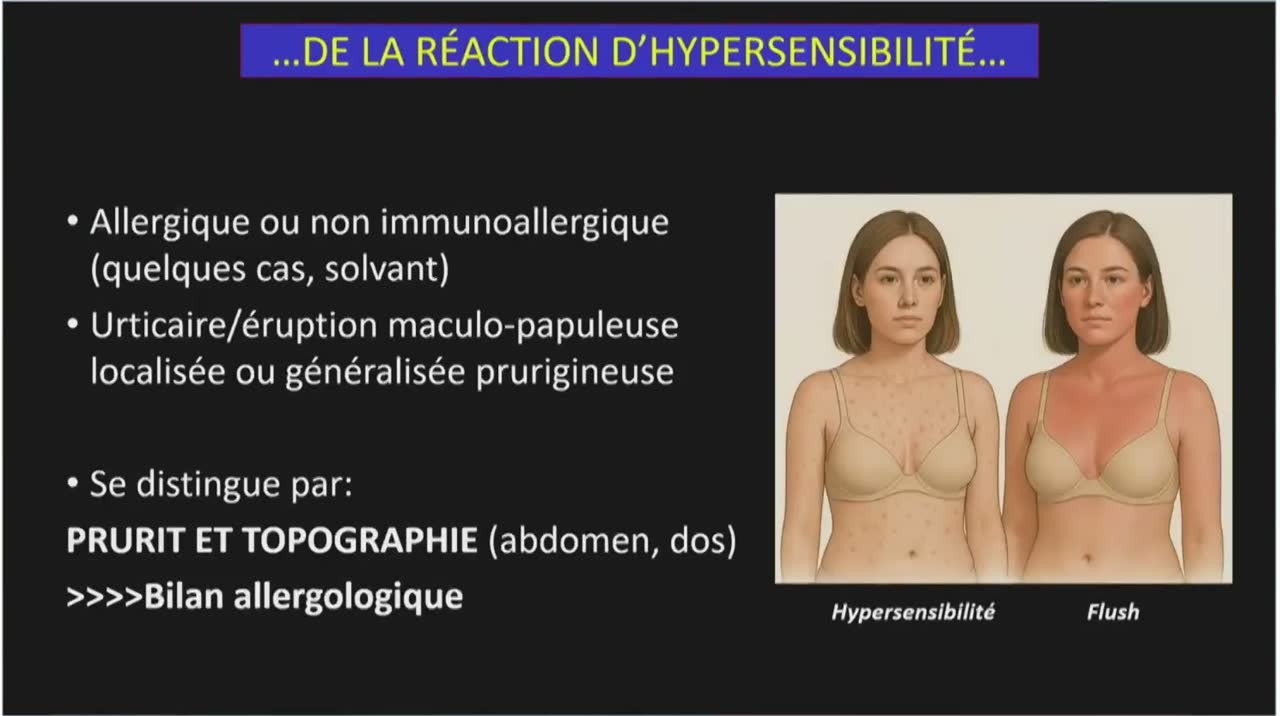 ...DE LA RÉACTION D’HYPERSENSIBILITÉ...
• Allergique ou non immunoallergique
(quelques cas, solvant)
• Urticaire/éruption maculo-papuleuse
localisée ou généralisée prurigineuse
• Se distingue par:
PRURIT ET TOPOGRAPHIE (abdomen, dos)
>>>>Bilan allergologique
Hypersensibilité
Flush